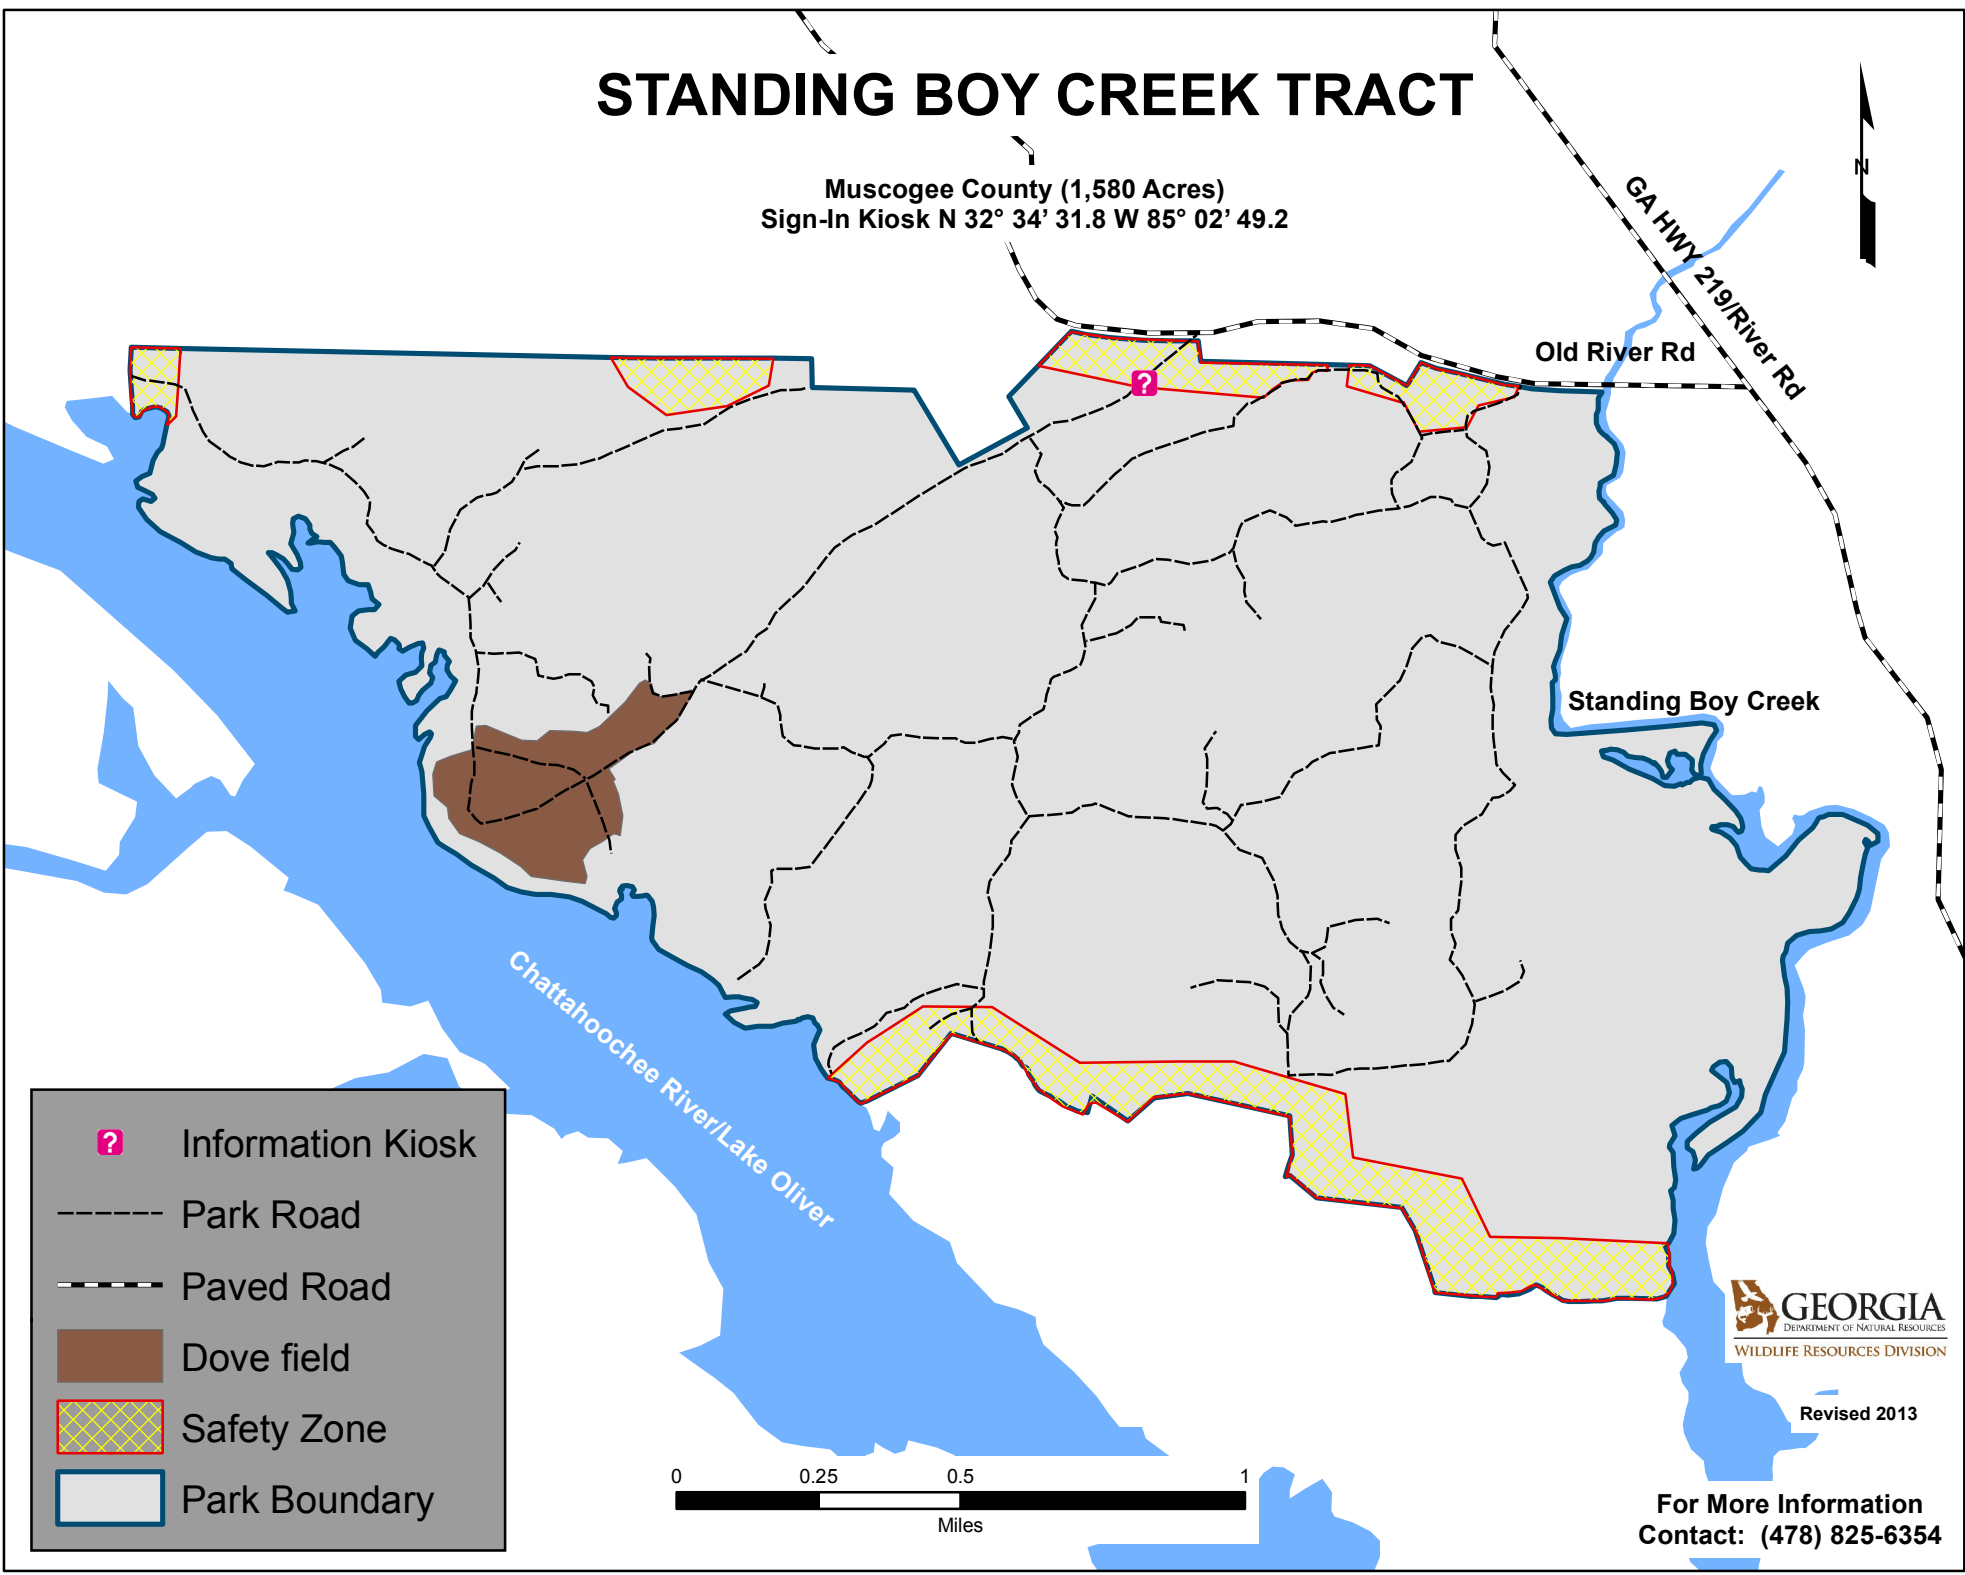 STANDING BOY CREEK TRACT
Muscogee County (1,580 Acres)
Sign-In Kiosk N 32° 34’ 31.8 W 85° 02’ 49.2
N
GA HWY 219/River Rd
Old River Rd
?
Standing Boy Creek
Chattahoochee River/Lake Oliver
? Information Kiosk
Park Road
Paved Road
Dove field
Safety Zone
Park Boundary
0 0.25 0.5 1
Miles
GEORGIA
DEPARTMENT OF NATURAL RESOURCES
WILDLIFE RESOURCES DIVISION
Revised 2013
For More Information
Contact: (478) 825-6354